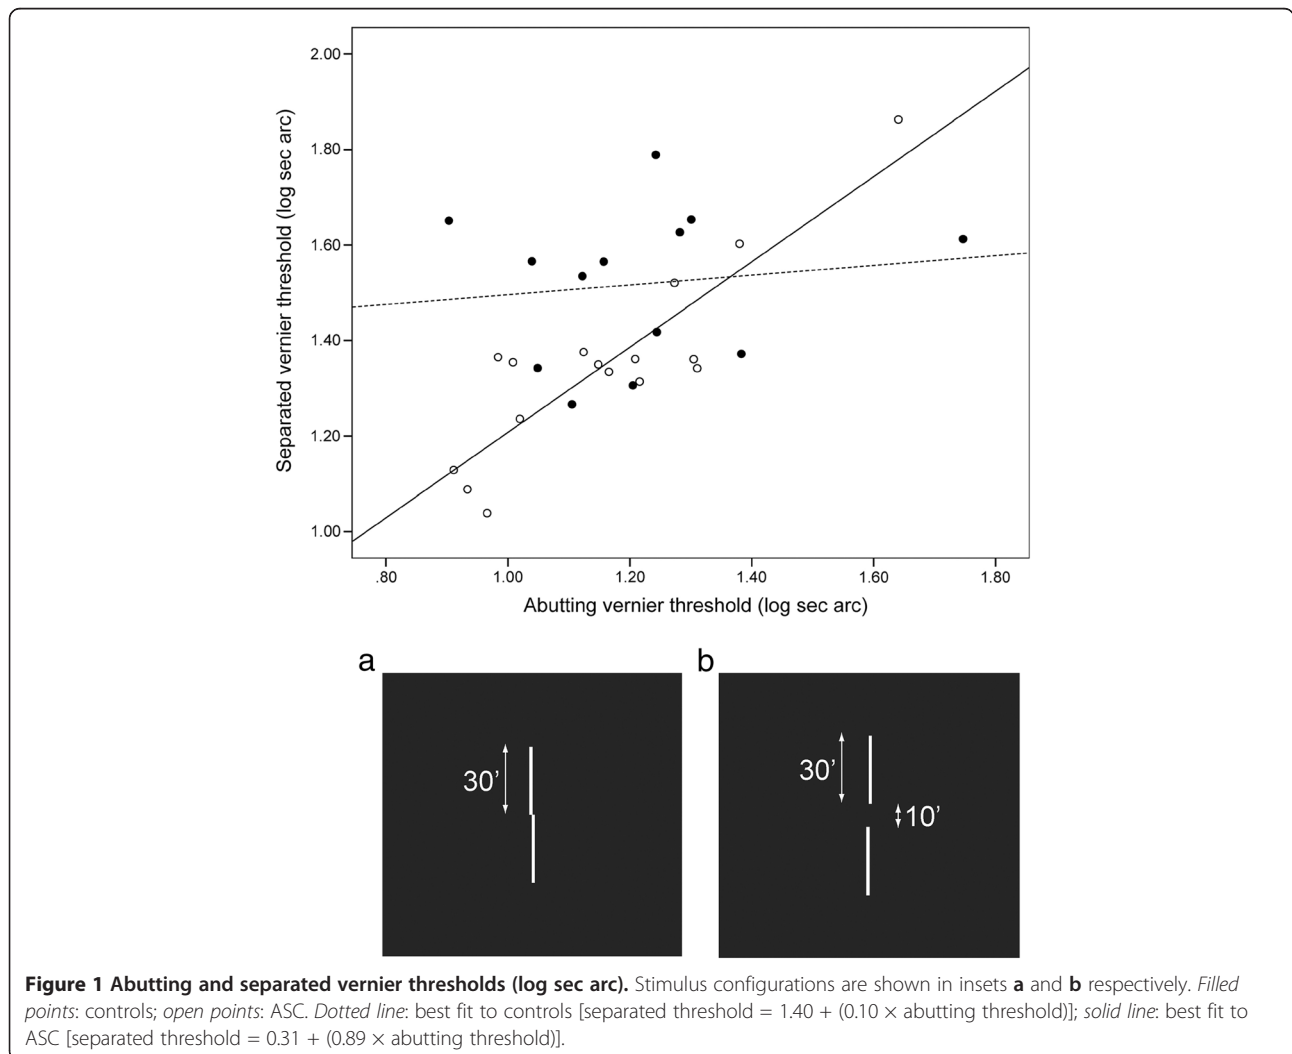 2.00
1.80
1.60
1.40
1.20
1.00
Separated vernier threshold (log sec arc)
.80 1.00 1.20 1.40 1.60 1.80
Abutting vernier threshold (log sec arc)
a b
30’ 30’
10’
Figure 1 Abutting and separated vernier thresholds (log sec arc). Stimulus configurations are shown in insets a and b respectively. Filled
points: controls; open points: ASC. Dotted line: best fit to controls [separated threshold = 1.40 + (0.10 × abutting threshold)]; solid line: best fit to
ASC [separated threshold = 0.31 + (0.89 × abutting threshold)].